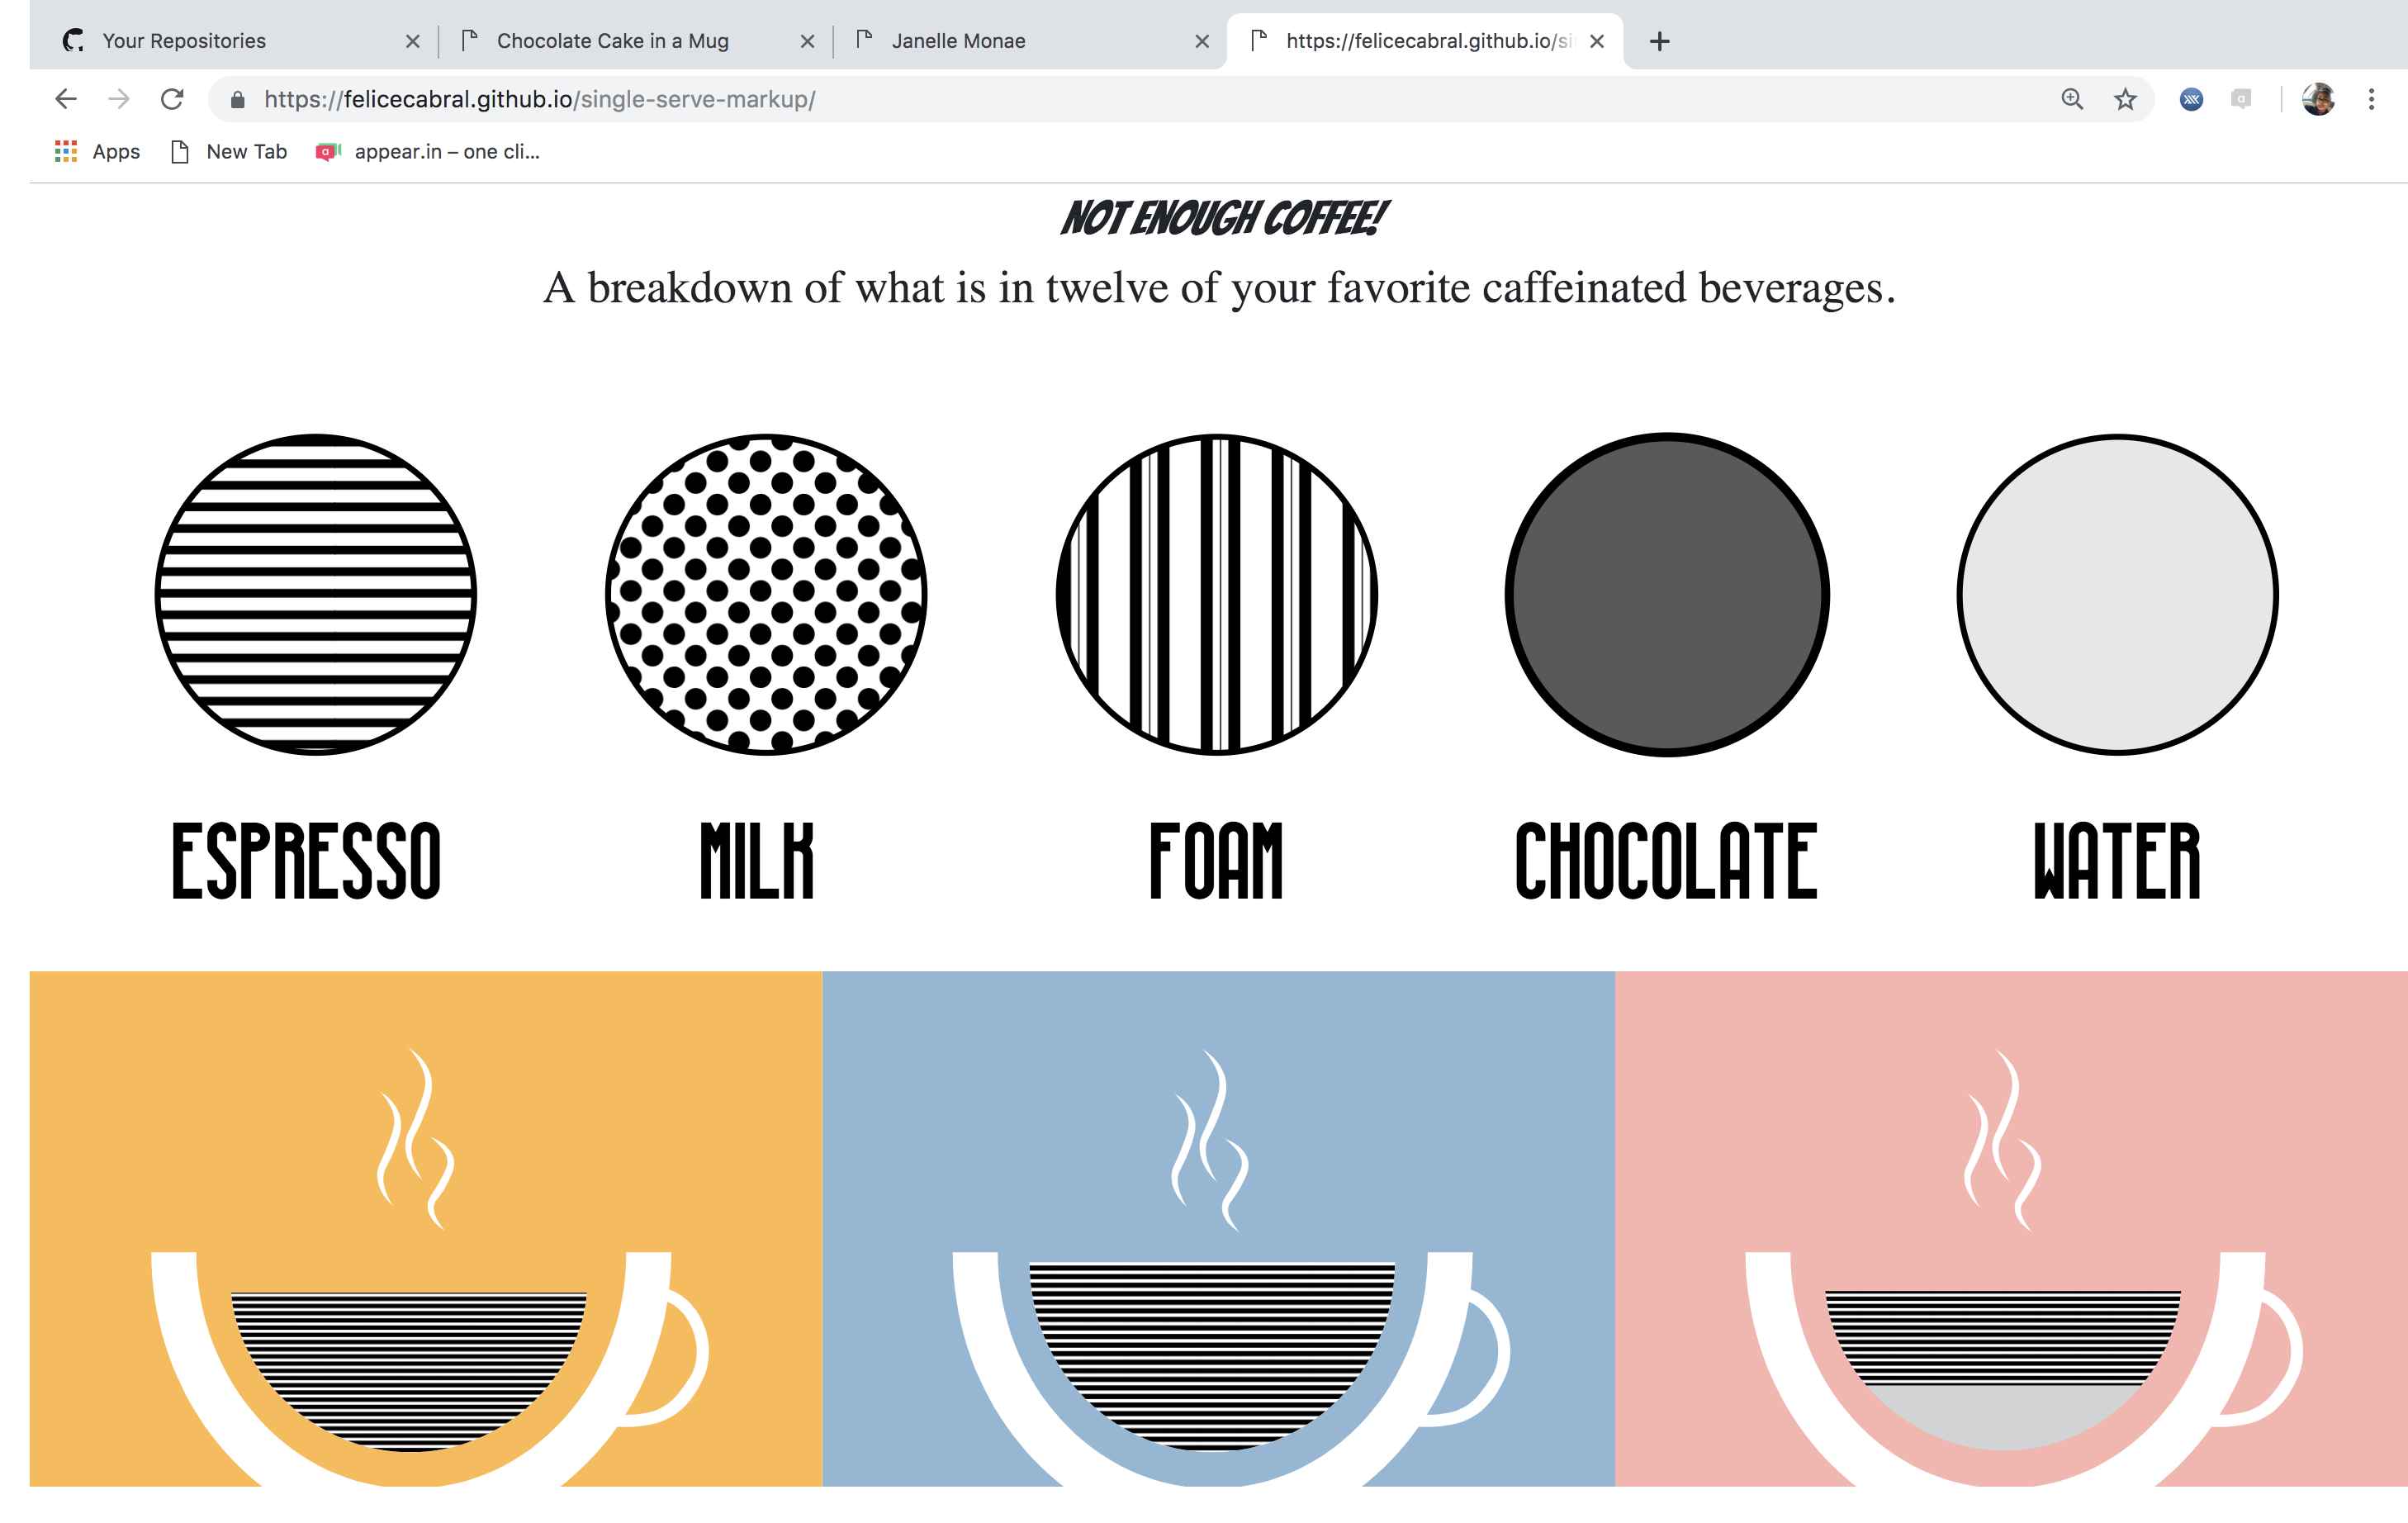 Your Repositories
Chocolate Cake in a Mug
Janelle Monae
https://felicecabral.github.io/si
https://felicecabral.github.io/single-serve-markup/
Apps
New Tab
appear.in – one cli...
NOT ENOUGH COFFEE!
A breakdown of what is in twelve of your favorite caffeinated beverages.
ESPRESSO
MILK
FOAM
CHOCOLATE
WATER